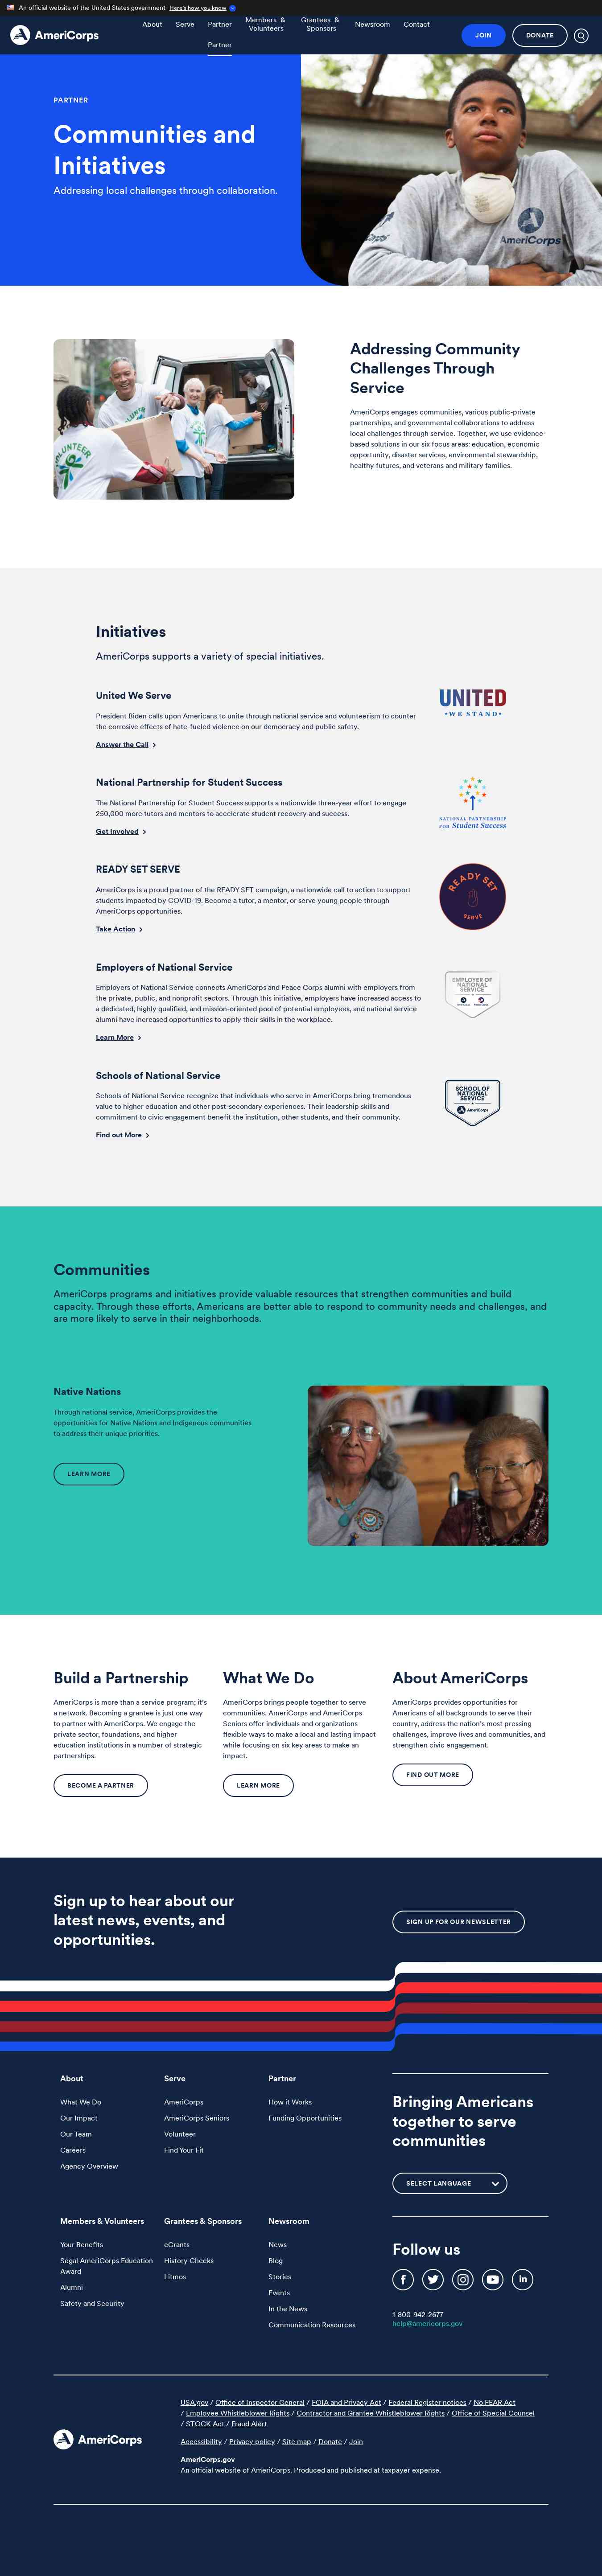 An official website of the United States government Here's how you know
AmeriCorps
About Serve Partner Members & Volunteers Grantees & Sponsors Newsroom Contact
Partner
JOIN DONATE
PARTNER
Communities and
Initiatives
Addressing local challenges through collaboration.
AmeriCorps
Addressing Community
Challenges Through
Service
AmeriCorps engages communities, various public-private
partnerships, and governmental collaborations to address
local challenges through service. Together, we use evidence-
based solutions in our six focus areas: education, economic
opportunity, disaster services, environmental stewardship,
healthy futures, and veterans and military families.
VOLUNTEER
VOLUNTEER
Initiatives
AmeriCorps supports a variety of special initiatives.
United We Serve
President Biden calls upon Americans to unite through national service and volunteerism to counter
the corrosive effects of hate-fueled violence on our democracy and public safety.
Answer the Call
UNITED
WE STAND
National Partnership for Student Success
The National Partnership for Student Success supports a nationwide three-year effort to engage
250,000 more tutors and mentors to accelerate student recovery and success.
Get Involved
NATIONAL PARTNERSHIP
FOR Student Success
READY SET SERVE
AmeriCorps is a proud partner of the READY SET campaign, a nationwide call to action to support
students impacted by COVID-19. Become a tutor, a mentor, or serve young people through
AmeriCorps opportunities.
Take Action
READY SET
SERVE
Employers of National Service
Employers of National Service connects AmeriCorps and Peace Corps alumni with employers from
the private, public, and nonprofit sectors. Through this initiative, employers have increased access to
a dedicated, highly qualified, and mission-oriented pool of potential employees, and national service
alumni have increased opportunities to apply their skills in the workplace.
Learn More
EMPLOYER OF
NATIONAL
SERVICE
Schools of National Service
Schools of National Service recognize that individuals who serve in AmeriCorps bring tremendous
value to higher education and other post-secondary experiences. Their leadership skills and
commitment to civic engagement benefit the institution, other students, and their community.
Find out More
SCHOOL OF
NATIONAL
SERVICE
AmeriCorps
Communities
AmeriCorps programs and initiatives provide valuable resources that strengthen communities and build
capacity. Through these efforts, Americans are better able to respond to community needs and challenges, and
are more likely to serve in their neighborhoods.
Native Nations
Through national service, AmeriCorps provides the
opportunities for Native Nations and Indigenous communities
to address their unique priorities.
LEARN MORE
Build a Partnership
AmeriCorps is more than a service program; it's
a network. Becoming a grantee is just one way
to partner with AmeriCorps. We engage the
private sector, foundations, and higher
education institutions in a number of strategic
partnerships.
BECOME A PARTNER
What We Do
AmeriCorps brings people together to serve
communities. AmeriCorps and AmeriCorps
Seniors offer individuals and organizations
flexible ways to make a local and lasting impact
while focusing on six key areas to make an
impact.
LEARN MORE
About AmeriCorps
AmeriCorps provides opportunities for
Americans of all backgrounds to serve their
country, address the nation's most pressing
challenges, improve lives and communities, and
strengthen civic engagement.
FIND OUT MORE
Sign up to hear about our
latest news, events, and
opportunities.
SIGN UP FOR OUR NEWSLETTER
About
What We Do
Our Impact
Our Team
Careers
Agency Overview
Serve
AmeriCorps
AmeriCorps Seniors
Volunteer
Find Your Fit
Partner
How it Works
Funding Opportunities
Bringing Americans
together to serve
communities
SELECT LANGUAGE
Members & Volunteers
Your Benefits
Segal AmeriCorps Education
Award
Alumni
Safety and Security
Grantees & Sponsors
eGrants
History Checks
Litmos
Newsroom
News
Blog
Stories
Events
In the News
Communication Resources
Follow us
1-800-942-2677
help@americorps.gov
AmeriCorps
USA.gov / Office of Inspector General / FOIA and Privacy Act / Federal Register notices / No FEAR Act
/ Employee Whistleblower Rights / Contractor and Grantee Whistleblower Rights / Office of Special Counsel
/ STOCK Act / Fraud Alert
Accessibility / Privacy policy / Site map / Donate / Join
AmeriCorps.gov
An official website of AmeriCorps. Produced and published at taxpayer expense.